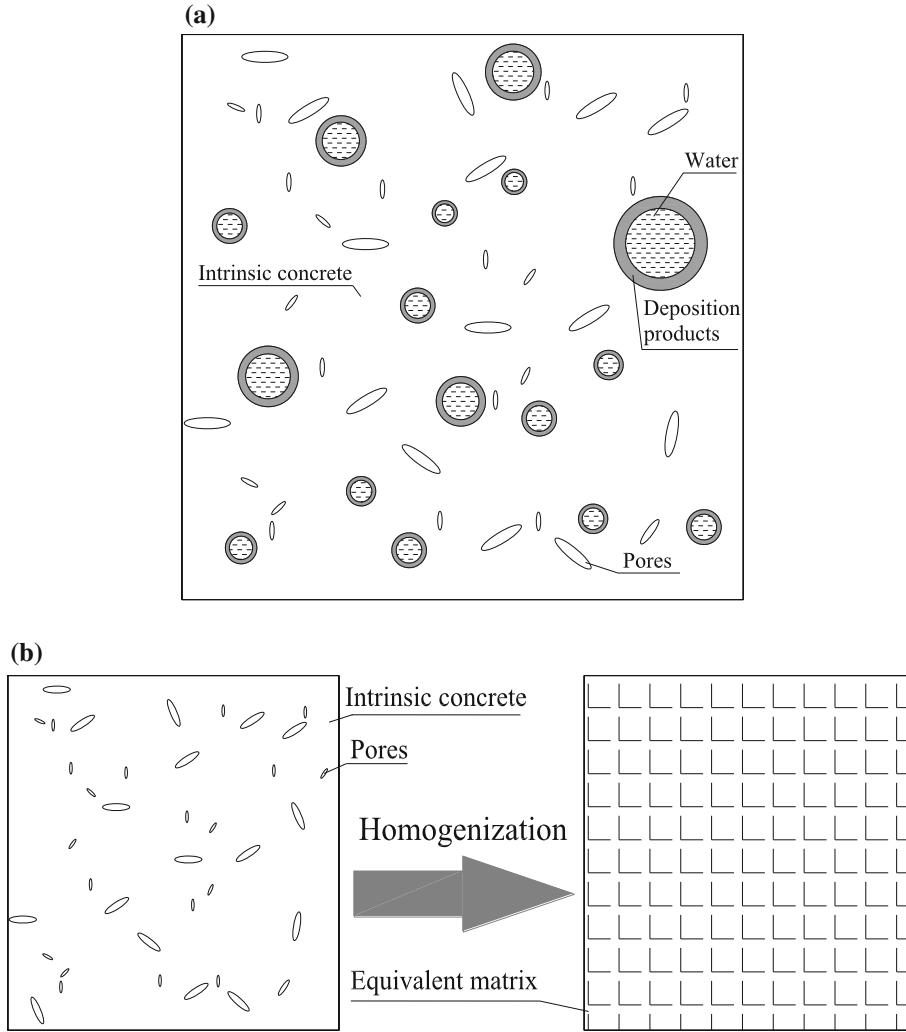 (a)
Water
Intrinsic concrete
Deposition
products
Pores
(b)
Intrinsic concrete
Pores
Homogenization
Equivalent matrix